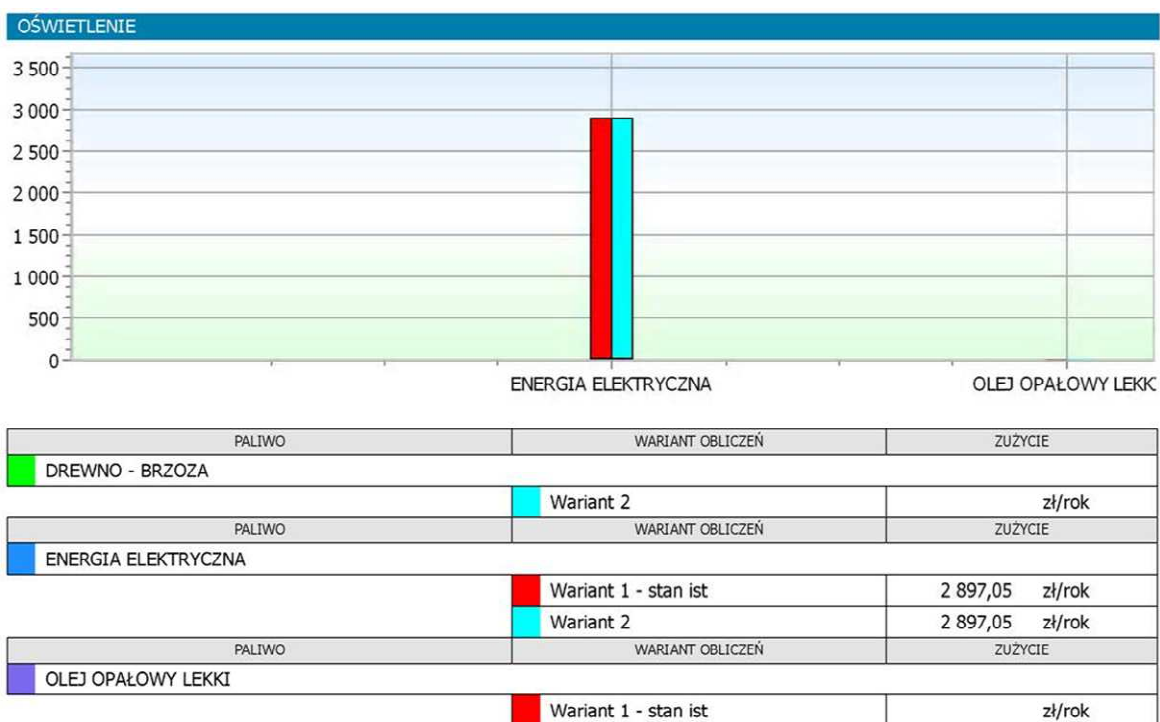 OŚWIETLENIE
3 500
3 000
2 500
2 000
1 500
1 000
500
0
ENERGIA ELEKTRYCZNA OLEJ OPAŁOWY LEKK
PALIWO WARIANT OBLICZEŃ ZUŻYCIE
DREWNO - BRZOZA
Wariant 2 zł/rok
PALIWO WARIANT OBLICZEŃ ZUŻYCIE
ENERGIA ELEKTRYCZNA
Wariant 1 - stan ist 2 897,05 zł/rok
Wariant 2 2 897,05 zł/rok
PALIWO WARIANT OBLICZEŃ ZUŻYCIE
OLEJ OPAŁOWY LEKKI
Wariant 1 - stan ist zł/rok